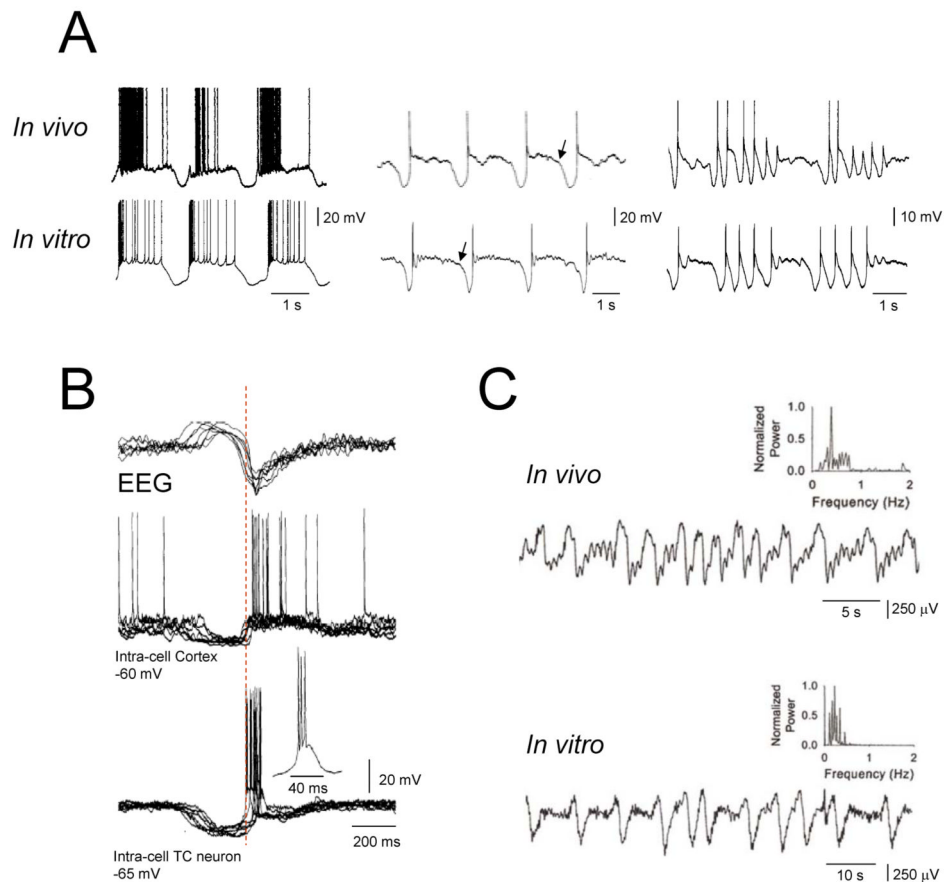 A
In vivo
20 mV
20 mV
10 mV
In vitro
1 s
1 s
1 s
B
EEG
Intra-cell Cortex
-60 mV
40 ms
20 mV
200 ms
Intra-cell TC neuron
-65 mV
C
In vivo
Normalized
Power
1.0
0.5
0.0
0
1
2
Frequency (Hz)
5 s
250 µV
In vitro
Normalized
Power
1.0
0.5
0.0
0
1
2
Frequency (Hz)
10 s
250 µV